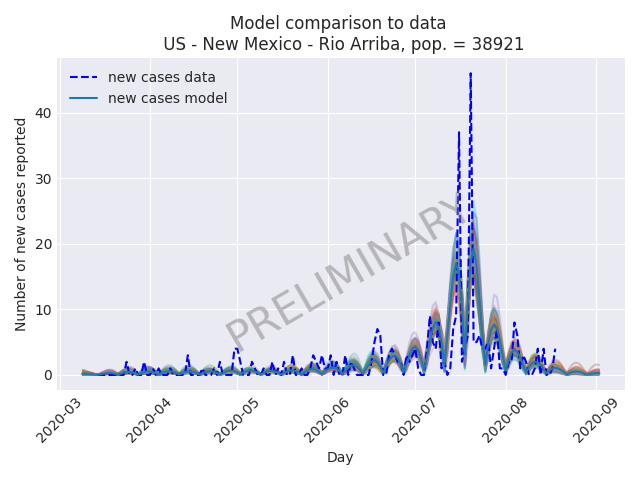 Model comparison to data
US - New Mexico - Rio Arriba, pop. = 38921
new cases data
new cases model
PRELIMINARY
Number of new cases reported
40
30
20
10
0
2020-03
2020-04
2020-05
2020-06
2020-07
2020-08
2020-09
Day